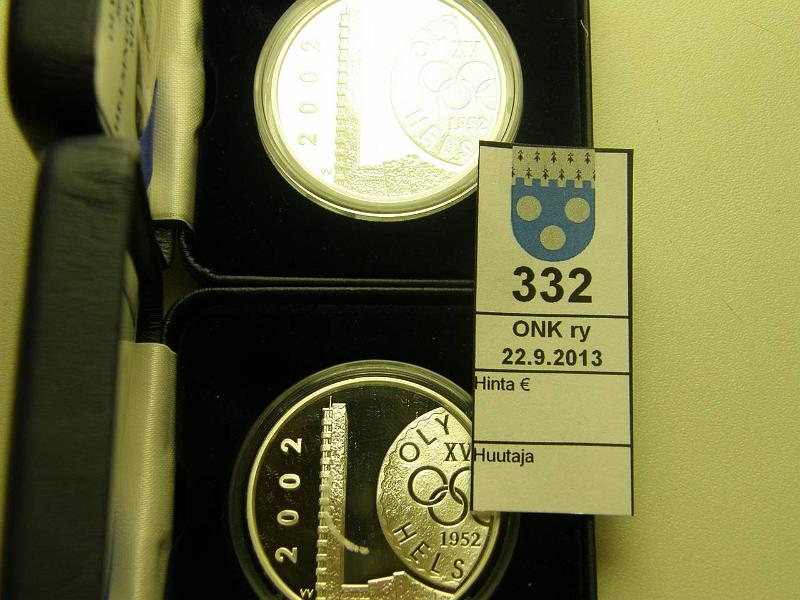 2002
OLY
XV
1952
HELS
332
ONK ry
22.9.2013
Hinta €
Huutaja
2002
OLY
XV
1952
HELS